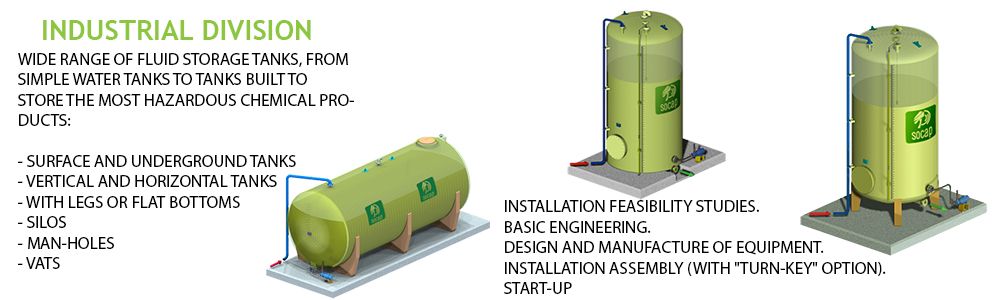 INDUSTRIAL DIVISION
WIDE RANGE OF FLUID STORAGE TANKS, FROM
SIMPLE WATER TANKS TO TANKS BUILT TO
STORE THE MOST HAZARDOUS CHEMICAL PRO-
DUCTS:
- SURFACE AND UNDERGROUND TANKS
- VERTICAL AND HORIZONTAL TANKS
- WITH LEGS OR FLAT BOTTOMS
- SILOS
- MAN-HOLES
- VATS
socap
socap
INSTALLATION FEASIBILITY STUDIES.
BASIC ENGINEERING.
DESIGN AND MANUFACTURE OF EQUIPMENT.
INSTALLATION ASSEMBLY (WITH "TURN-KEY" OPTION).
START-UP